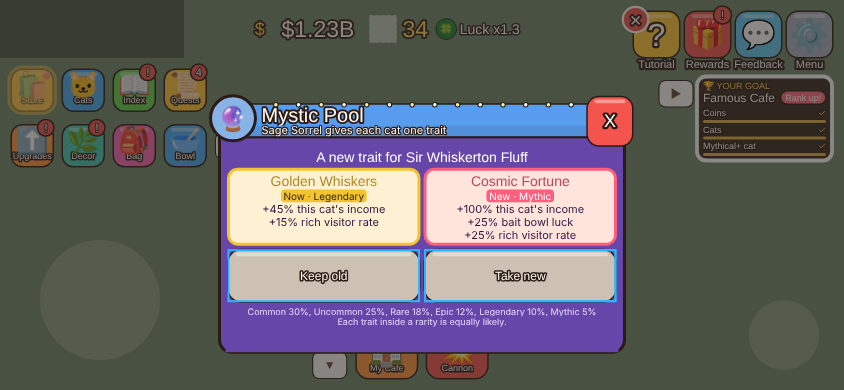 $ $1.23B 34 Luck x1.3
Tutorial
Rewards
Feedback
Menu
Store
Cats
Index
Quests
4
Upgrades
Decor
Bag
Bowl
YOUR GOAL
Famous Cafe
Rank up!
Coins
Cats
Mythical+ cat
Mystic Pool
Sage Sorrel gives each cat one trait
X
A new trait for Sir Whiskerton Fluff
Golden Whiskers
Now · Legendary
+45% this cat's income
+15% rich visitor rate
Cosmic Fortune
New · Mythic
+100% this cat's income
+25% bait bowl luck
+25% rich visitor rate
Keep old
Take new
Common 30%, Uncommon 25%, Rare 18%, Epic 12%, Legendary 10%, Mythic 5%
Each trait inside a rarity is equally likely.
My Cafe
Cannon